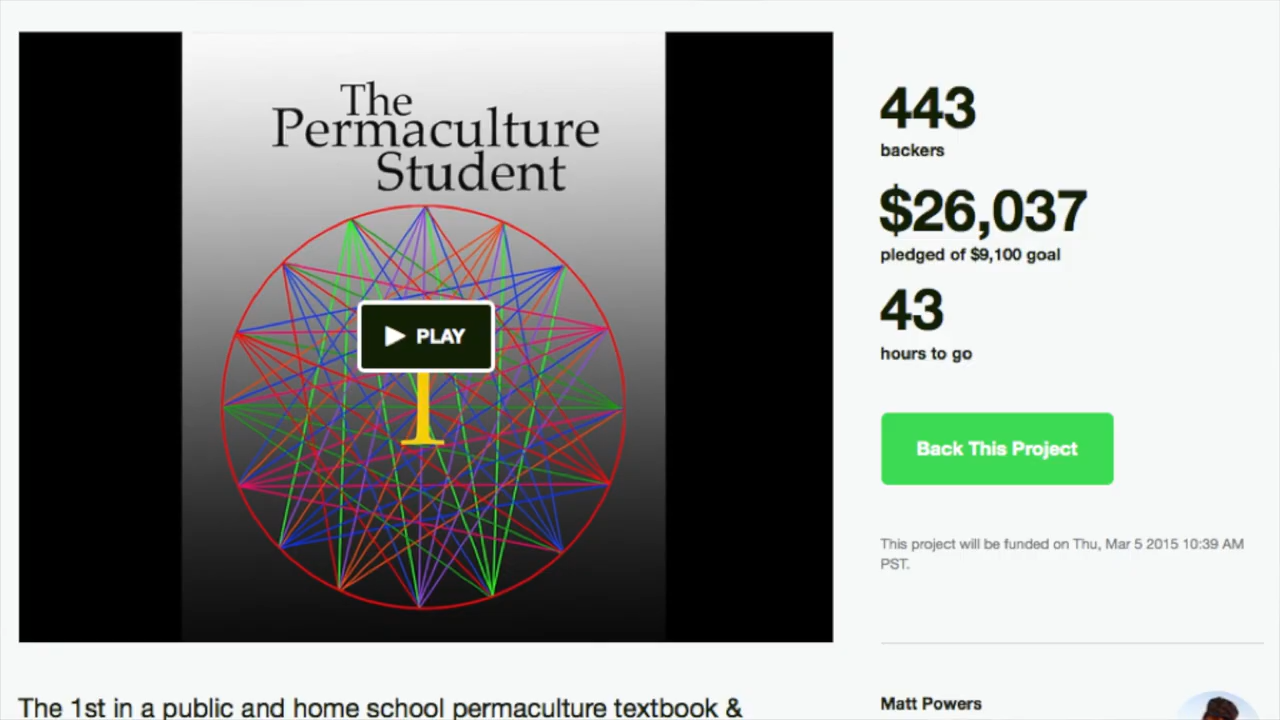 The
Permaculture
Student
PLAY
1
443
backers
$26,037
pledged of $9,100 goal
43
hours to go
Back This Project
This project will be funded on Thu, Mar 5 2015 10:39 AM
PST.
The 1st in a public and home school permaculture textbook &
Matt Powers